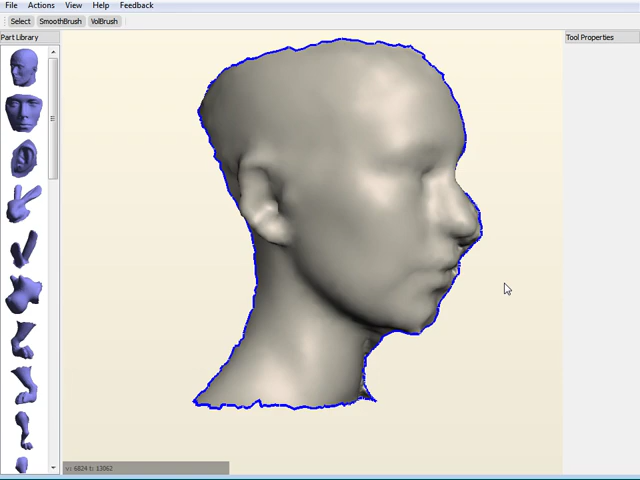 File Actions View Help Feedback
Select SmoothBrush VolBrush
Part Library
Tool Properties
v: 6824 t: 13062